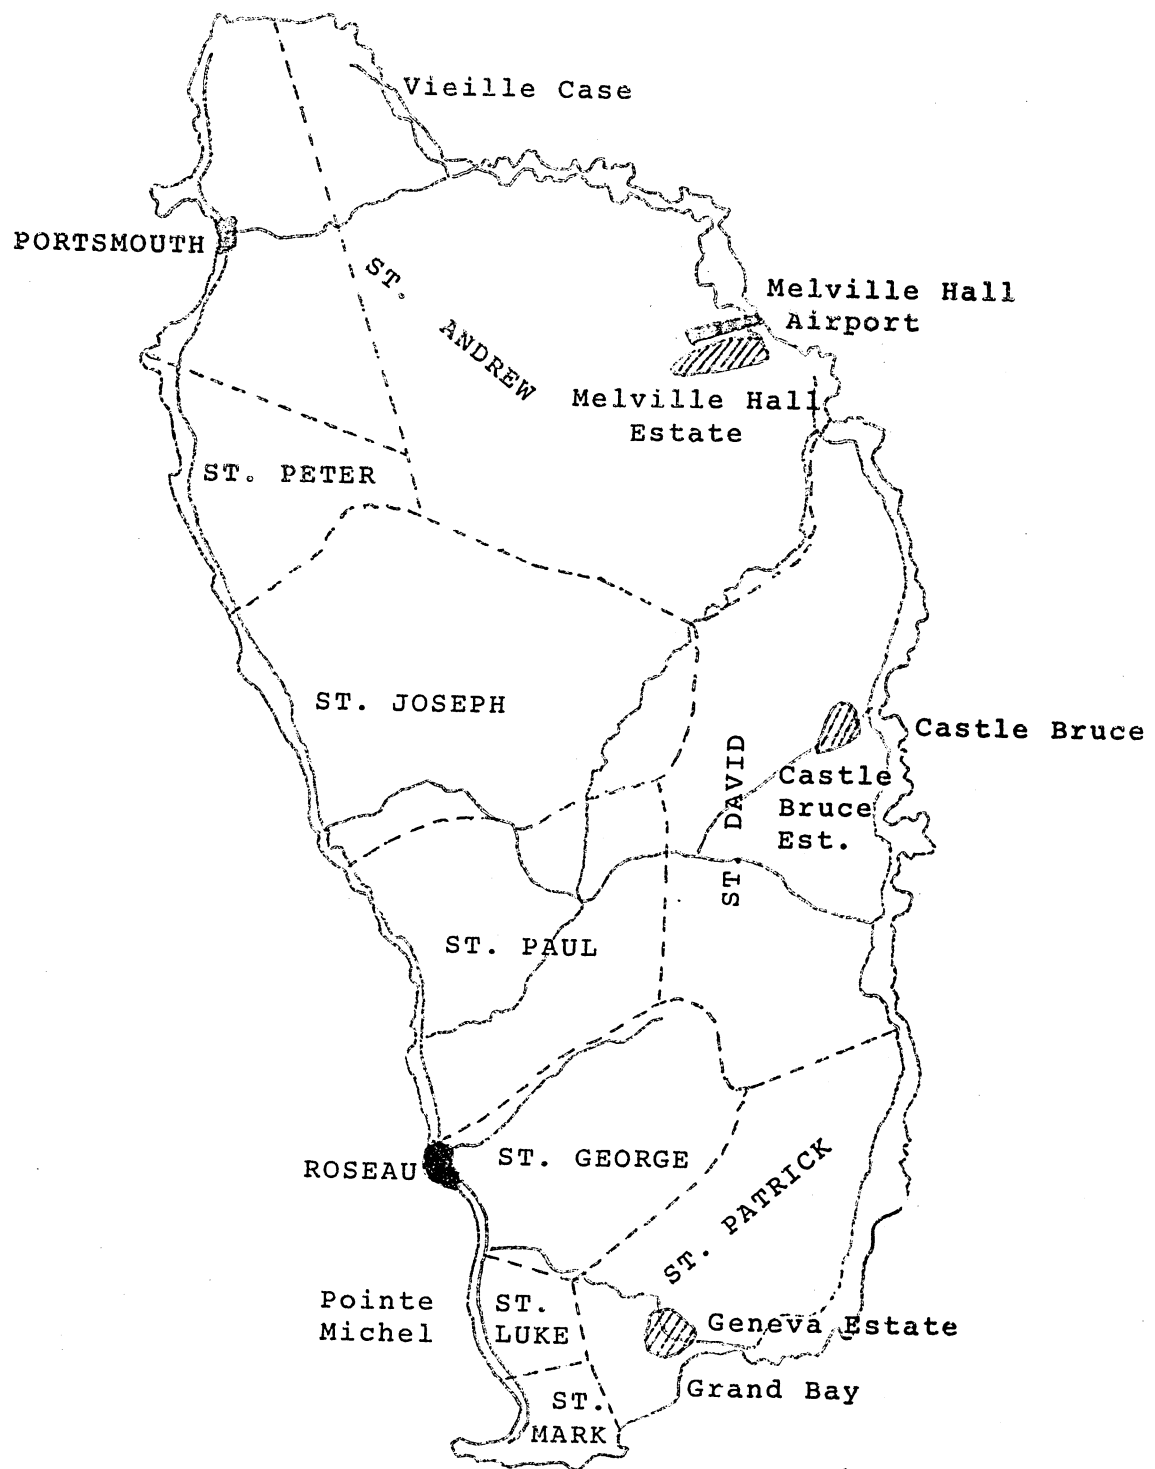 Vieille Case
PORTSMOUTH
ST. ANDREW
Melville Hall
Airport
Melville Hall
Estate
ST. PETER
ST. JOSEPH
Castle Bruce
ST. DAVID
Castle
Bruce
Est.
ST. PAUL
ST. GEORGE
ROSEAU
ST. PATRICK
Pointe
Michel
ST.
LUKE
Geneva Estate
Grand Bay
ST.
MARK